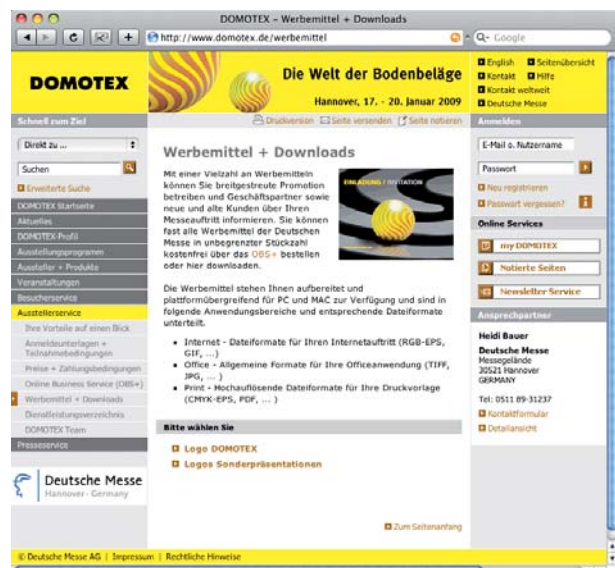 DOMOTEX – Werbemittel + Downloads
http://www.domotex.de/werbemittel
Google
DOMOTEX
Die Welt der Bodenbeläge
Hannover, 17. - 20. Januar 2009
English
Seitenübersicht
Kontakt
Hilfe
Kontakt weltweit
Deutsche Messe
Schnell zum Ziel
Druckversion
Seite versenden
Seite notieren
Anmelden
Direkt zu ...
Suchen
Erweiterte Suche
DOMOTEX Startseite
Aktuelles
DOMOTEX-Profil
Ausstellungsprogramm
Aussteller + Produkte
Veranstaltungen
Besucherservice
Ausstellerservice
Ihre Vorteile auf einen Blick
Anmeldeunterlagen +
Teilnahmebedingungen
Preise + Zahlungsbedingungen
Online Business Service (OBS+)
Werbemittel + Downloads
Dienstleistungsverzeichnis
DOMOTEX Team
Presseservice
Deutsche Messe
Hannover · Germany
Werbemittel + Downloads
Mit einer Vielzahl an Werbemitteln
können Sie breitgestreute Promotion
betreiben und Geschäftspartner sowie
neue und alte Kunden über Ihren
Messeauftritt informieren. Sie können
fast alle Werbemittel der Deutschen
Messe in unbegrenzter Stückzahl
kostenfrei über das OBS+ bestellen
oder hier downloaden.
EINLADUNG / INVITATION
Die Werbemittel stehen Ihnen aufbereitet und
plattformübergreifend für PC und MAC zur Verfügung und sind in
folgende Anwendungsbereiche und entsprechende Dateiformate
unterteilt.
Internet - Dateiformate für Ihren Internetauftritt (RGB-EPS,
GIF, ...)
Office - Allgemeine Formate für Ihre Officeanwendung (TIFF,
JPG, ... )
Print - Hochauflösende Dateiformate für Ihre Druckvorlage
(CMYK-EPS, PDF, ... )
Bitte wählen Sie
Logo DOMOTEX
Logos Sonderpräsentationen
Zum Seitenanfang
E-Mail o. Nutzername
Passwort
Neu registrieren
Passwort vergessen?
Online Services
my DOMOTEX
Notierte Seiten
Newsletter Service
Ansprechpartner
Heidi Bauer
Deutsche Messe
Messegelände
30521 Hannover
GERMANY
Tel: 0511 89-31237
Kontaktformular
Detailansicht
© Deutsche Messe AG | Impressum | Rechtliche Hinweise